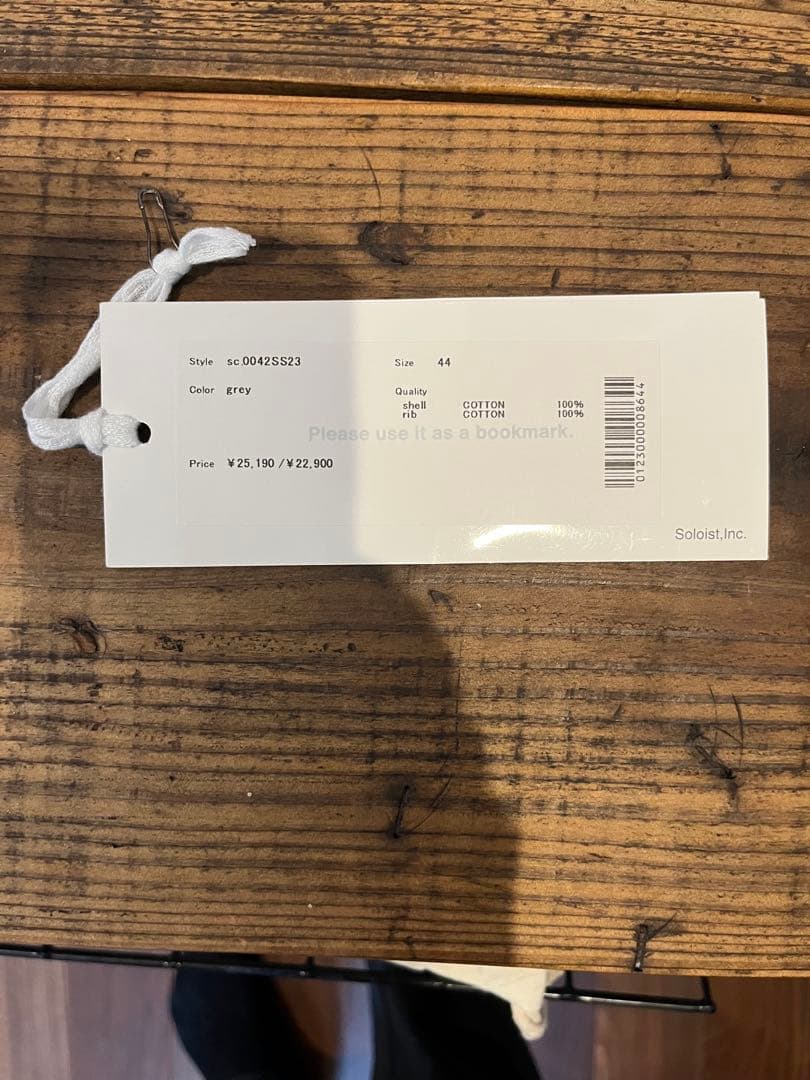 Style sc.0042SS23
Size 44
Color grey
Quality
shell COTTON 100%
rib COTTON 100%
Please use it as a bookmark.
Price ¥25,190 /¥22,900
0123000008644
Soloist,Inc.